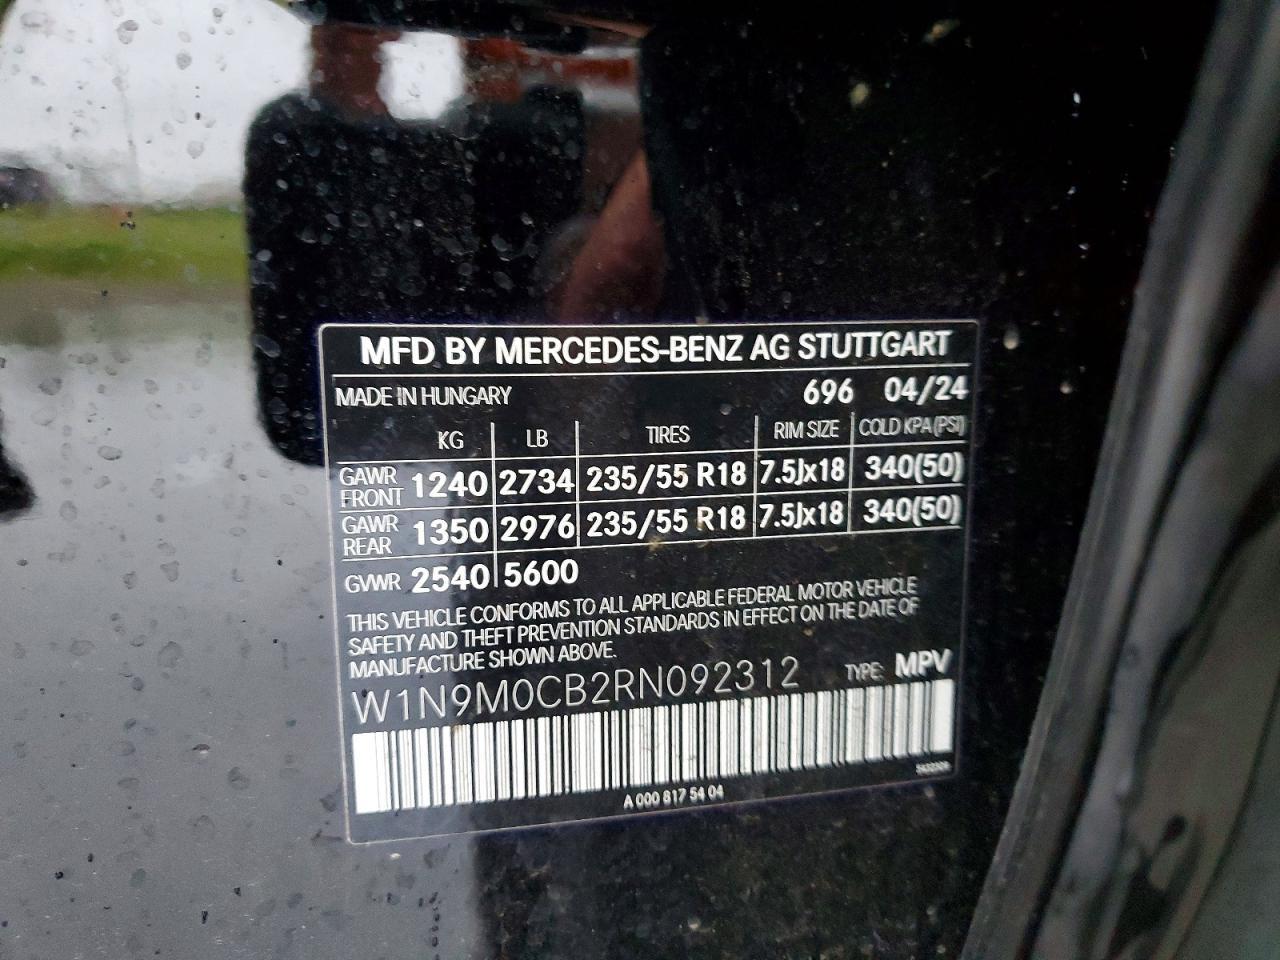 MFD BY MERCEDES-BENZ AG STUTTGART
MADE IN HUNGARY 696 04/24
KG LB TIRES RIM SIZE COLD KPA (PSI)
GAWR FRONT 1240 2734 235/55 R18 7.5Jx18 340(50)
GAWR REAR 1350 2976 235/55 R18 7.5Jx18 340(50)
GVWR 2540 5600
THIS VEHICLE CONFORMS TO ALL APPLICABLE FEDERAL MOTOR VEHICLE
SAFETY AND THEFT PREVENTION STANDARDS IN EFFECT ON THE DATE OF
MANUFACTURE SHOWN ABOVE.
W1N9M0CB2RN092312 TYPE: MPV
A 000 817 54 04